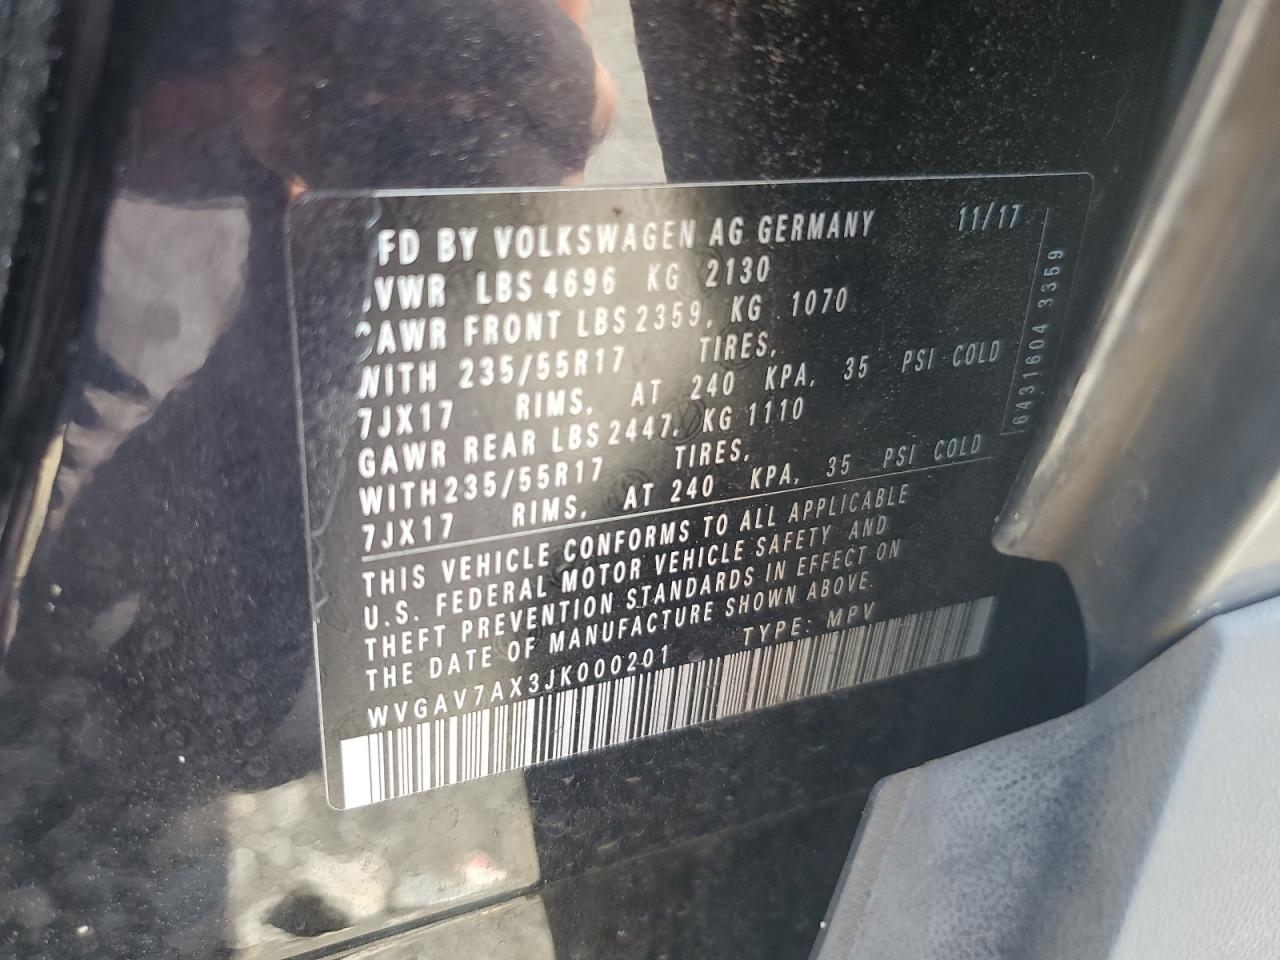 FD BY VOLKSWAGEN AG GERMANY 11/17
VWR LBS 4696 KG 2130
GAWR FRONT LBS 2359, KG 1070
WITH 235/55R17 TIRES,
7JX17 RIMS, AT 240 KPA, 35 PSI COLD
GAWR REAR LBS 2447, KG 1110
WITH 235/55R17 TIRES,
7JX17 RIMS, AT 240 KPA, 35 PSI COLD
THIS VEHICLE CONFORMS TO ALL APPLICABLE
U.S. FEDERAL MOTOR VEHICLE SAFETY AND
THEFT PREVENTION STANDARDS IN EFFECT ON
THE DATE OF MANUFACTURE SHOWN ABOVE.
WVGAV7AX3JK000201 TYPE: MPV
6431604 3359